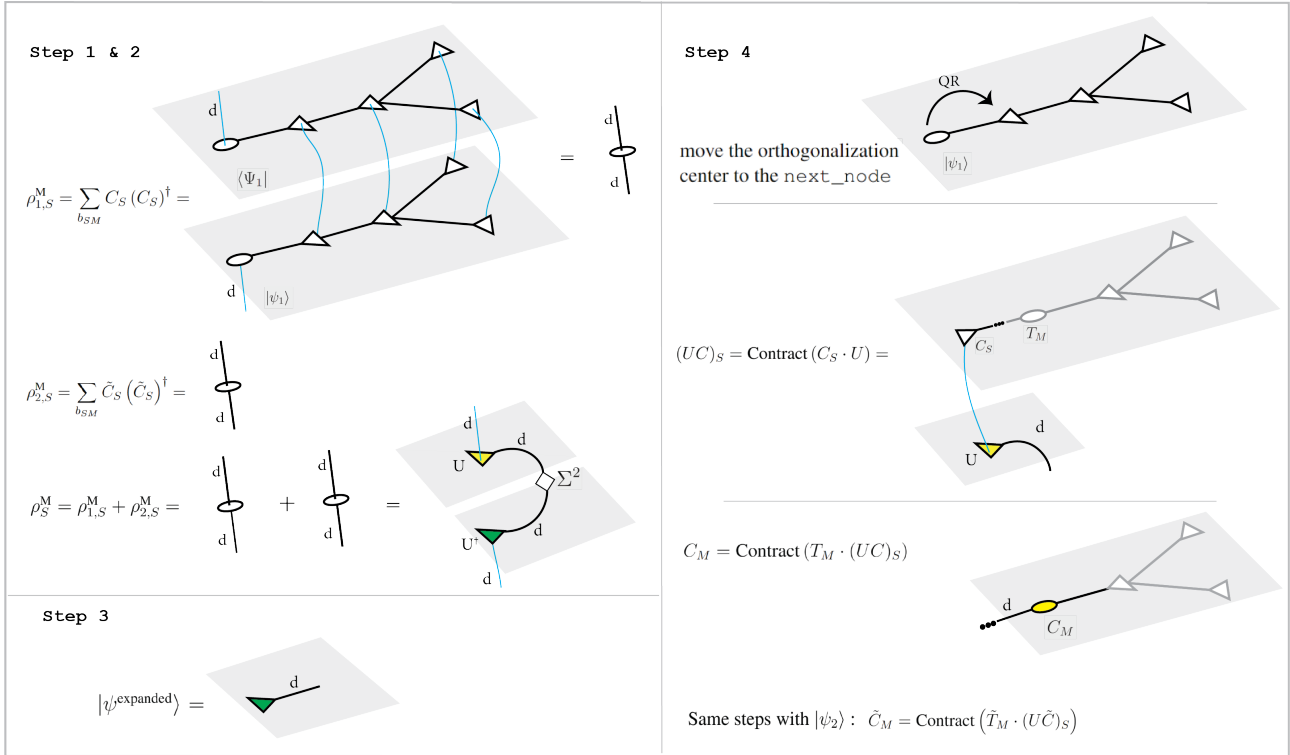 Step 1 & 2
d
⟨Ψ₁|
d
|ψ₁⟩
=
d
d
ρ^M_{1,S} = ∑_{b_{SM}} C_S (C_S)^† =
ρ^M_{2,S} = ∑_{b_{SM}} C̃_S (C̃_S)^† =
d
d
ρ^M_S = ρ^M_{1,S} + ρ^M_{2,S} =
d
d
+
d
d
=
d
d
U
Σ²
d
U^†
d
Step 3
|ψ^{expanded}⟩ =
d
Step 4
QR
|ψ₁⟩
move the orthogonalization
center to the next_node
(UC)_S = Contract (C_S · U) =
C_S
T_M
d
U
C_M = Contract (T_M · (UC)_S)
d
C_M
Same steps with |ψ₂⟩ : C̃_M = Contract (T̃_M · (UC̃)_S)